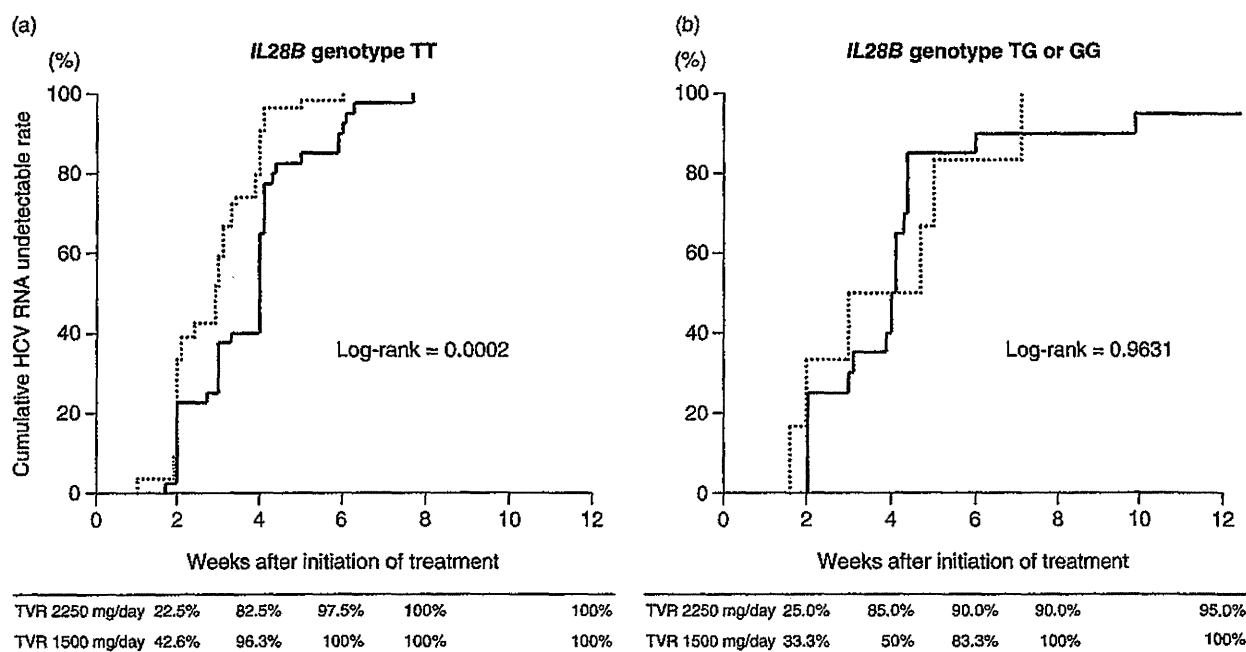 (a)
(%)
IL28B genotype TT
100
80
60
40
20
0
Cumulative HCV RNA undetectable rate
Log-rank = 0.0002
0 2 4 6 8 10 12
Weeks after initiation of treatment
TVR 2250 mg/day 22.5% 82.5% 97.5% 100% 100%
TVR 1500 mg/day 42.6% 96.3% 100% 100% 100%
(b)
(%)
IL28B genotype TG or GG
100
80
60
40
20
0
Log-rank = 0.9631
0 2 4 6 8 10 12
Weeks after initiation of treatment
TVR 2250 mg/day 25.0% 85.0% 90.0% 90.0% 95.0%
TVR 1500 mg/day 33.3% 50% 83.3% 100% 100%